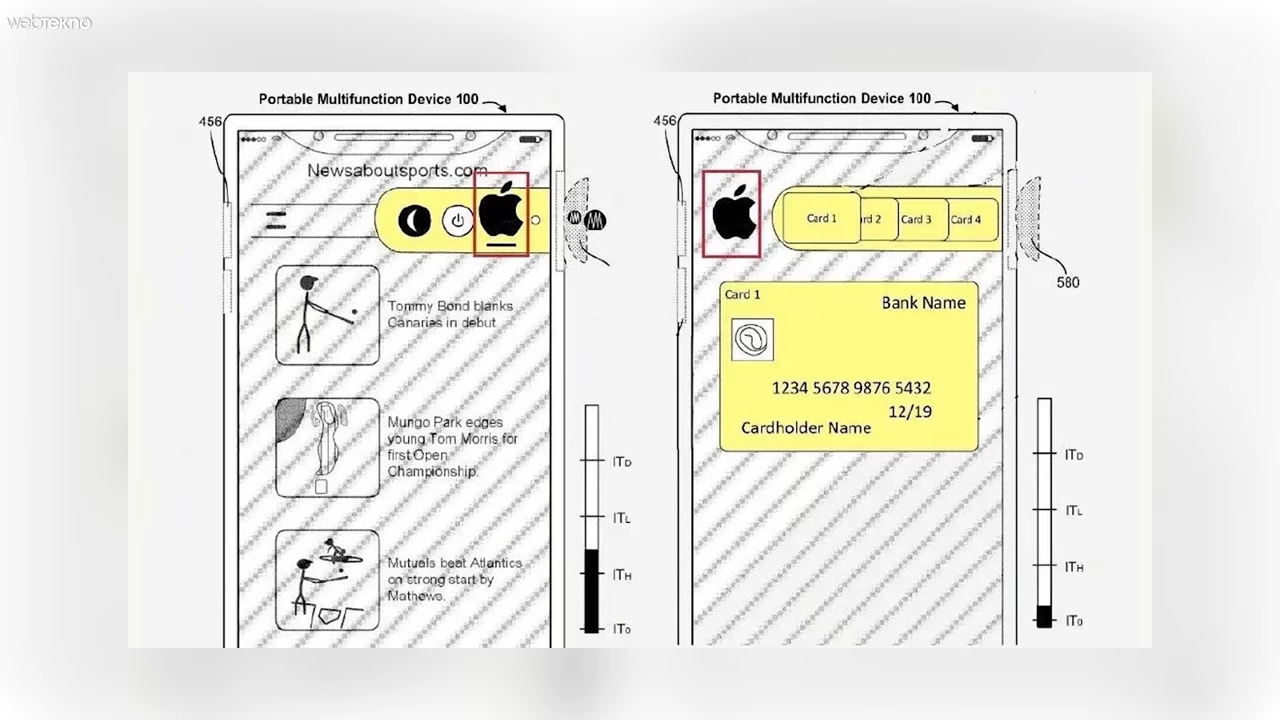 webtekno
Portable Multifunction Device 100
456
Newsaboutsports.com
Tommy Bond blanks
Canaries in debut
Mungo Park edges
young Tom Morris for
first Open
Championship.
Mutuals beat Atlantics
on strong start by
Mathews.
ITD
ITL
ITH
IT0
Portable Multifunction Device 100
456
Card 1
rd 2
Card 3
Card 4
580
Card 1
Bank Name
1234 5678 9876 5432
12/19
Cardholder Name
ITD
ITL
ITH
IT0